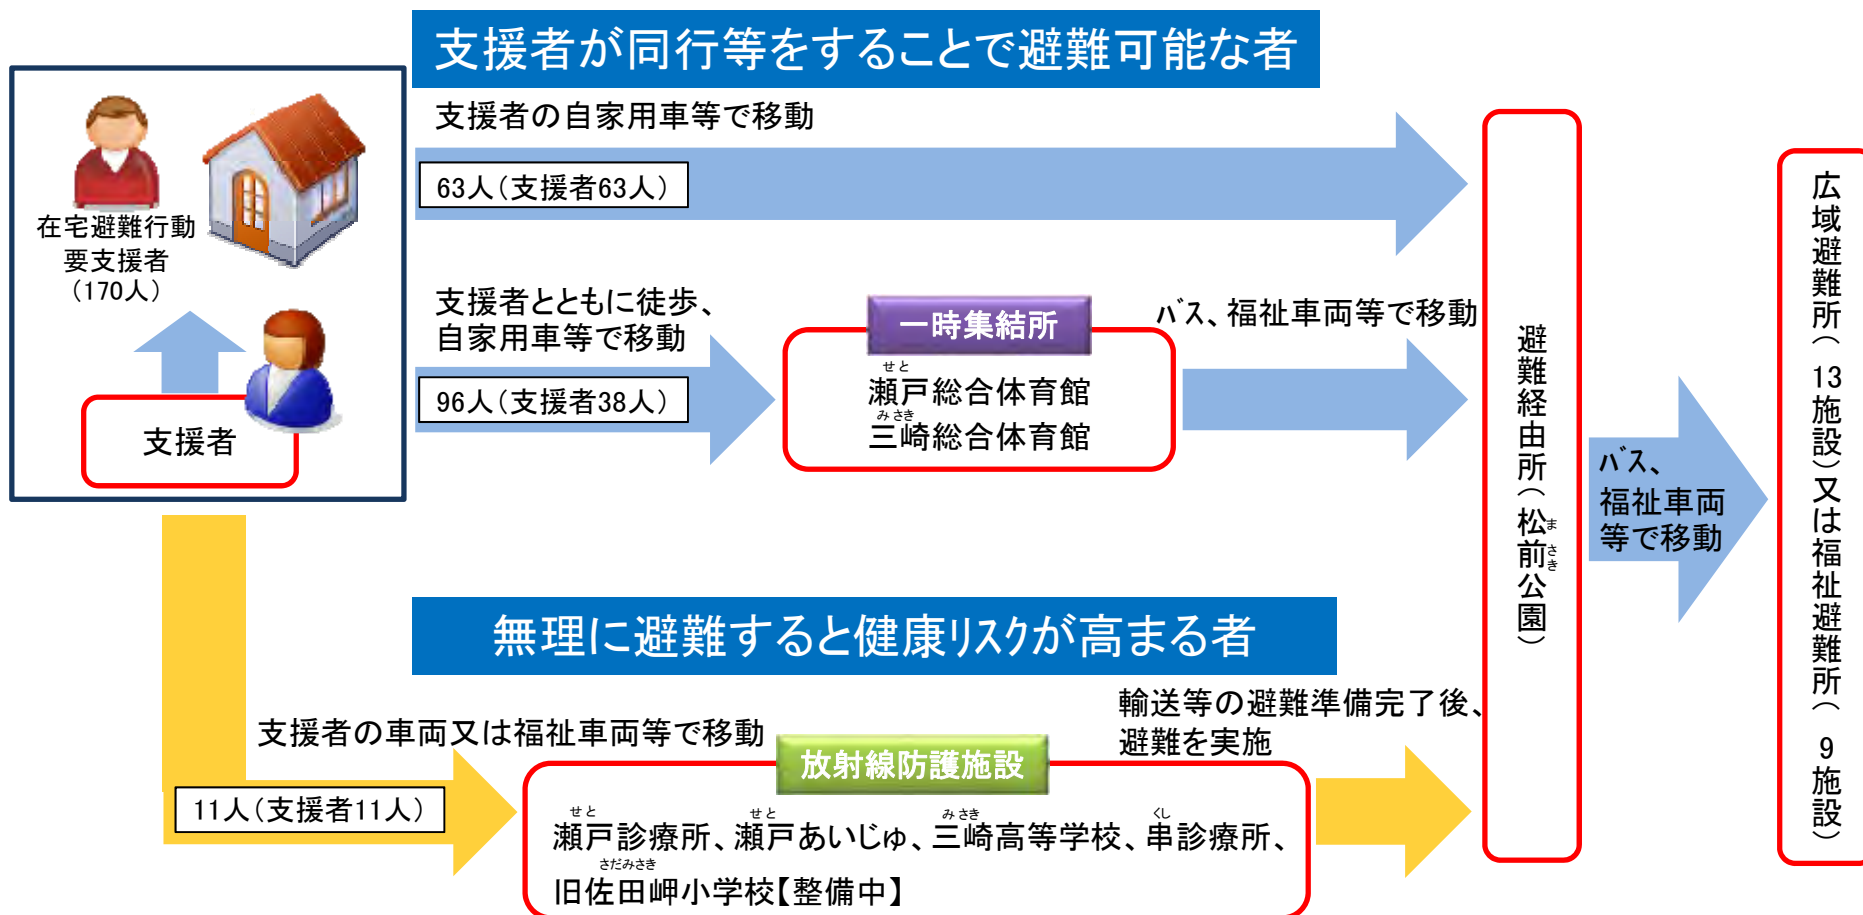 支援者が同行等をすることで避難可能な者
在宅避難行動
要支援者
（170人）
支援者
支援者の自家用車等で移動
63人（支援者63人）
支援者とともに徒歩、
自家用車等で移動
96人（支援者38人）
一時集結所
せと
瀬戸総合体育館
みさき
三崎総合体育館
バス、福祉車両等で移動
避難経由所（松前公園）
まさき
バス、
福祉車両
等で移動
広域避難所（13施設）又は福祉避難所（9施設）
無理に避難すると健康リスクが高まる者
支援者の車両又は福祉車両等で移動
11人（支援者11人）
放射線防護施設
せと せと みさき くし
瀬戸診療所、瀬戸あいじゅ、三崎高等学校、串診療所、
さだみさき
旧佐田岬小学校【整備中】
輸送等の避難準備完了後、
避難を実施